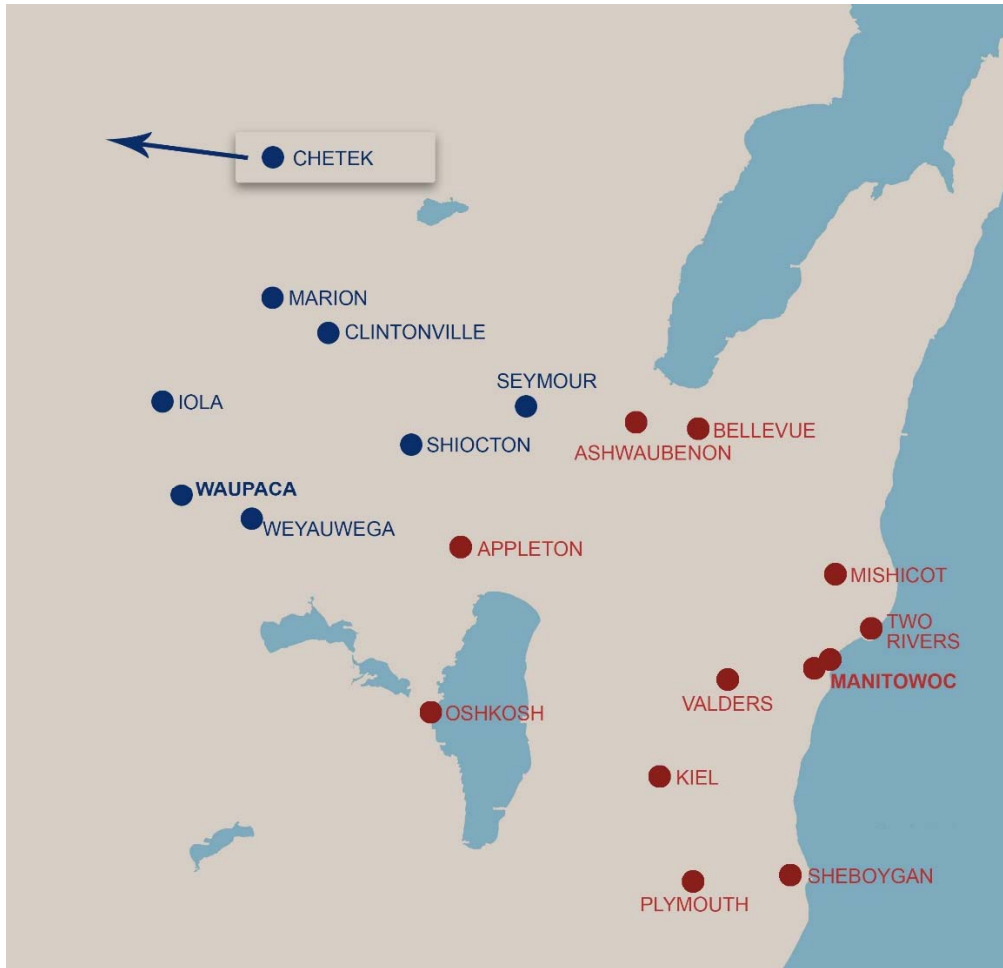 CHETEK
MARION
CLINTONVILLE
SEYMOUR
IOLA
BELLEVUE
SHIOCTON
ASHWAUBENON
WAUPACA
WEYAUWEGA
APPLETON
MISHICOT
TWO
RIVERS
MANITOWOC
VALDERS
OSHKOSH
KIEL
SHEBOYGAN
PLYMOUTH